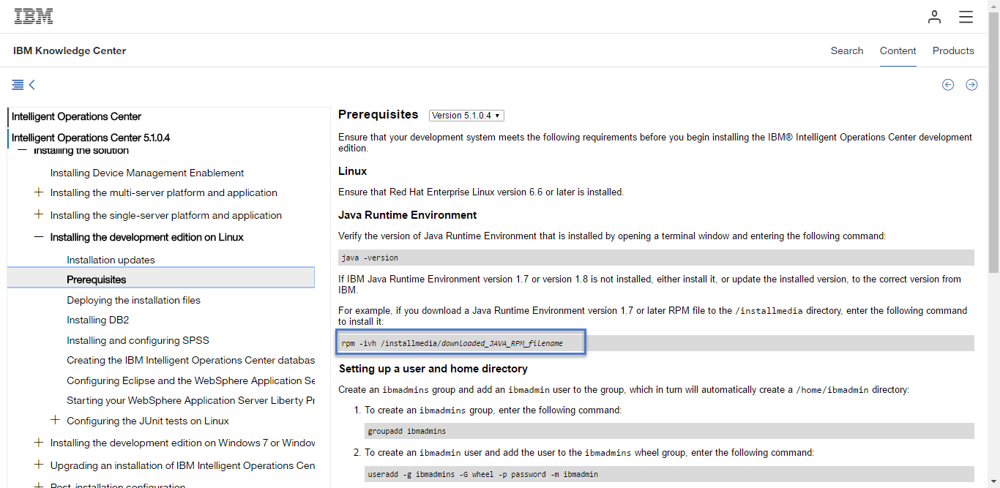 IBM
IBM Knowledge Center
Search
Content
Products
Intelligent Operations Center
Intelligent Operations Center 5.1.0.4
Installing the solution
Installing Device Management Enablement
Installing the multi-server platform and application
Installing the single-server platform and application
Installing the development edition on Linux
Installation updates
Prerequisites
Deploying the installation files
Installing DB2
Installing and configuring SPSS
Creating the IBM Intelligent Operations Center databas
Configuring Eclipse and the WebSphere Application Se
Starting your WebSphere Application Server Liberty Pr
Configuring the JUnit tests on Linux
Installing the development edition on Windows 7 or Window
Upgrading an installation of IBM Intelligent Operations Cen
Post-installation configuration
Prerequisites
Version 5.1.0.4
Ensure that your development system meets the following requirements before you begin installing the IBM® Intelligent Operations Center development
edition.
Linux
Ensure that Red Hat Enterprise Linux version 6.6 or later is installed.
Java Runtime Environment
Verify the version of Java Runtime Environment that is installed by opening a terminal window and entering the following command:
java -version
If IBM Java Runtime Environment version 1.7 or version 1.8 is not installed, either install it, or update the installed version, to the correct version from
IBM.
For example, if you download a Java Runtime Environment version 1.7 or later RPM file to the /installmedia directory, enter the following command
to install it:
rpm -ivh /installmedia/downloaded_JAVA_RPM_filename
Setting up a user and home directory
Create an ibmadmins group and add an ibmadmin user to the group, which in turn will automatically create a /home/ibmadmin directory:
1. To create an ibmadmins group, enter the following command:
groupadd ibmadmins
2. To create an ibmadmin user and add the user to the ibmadmins wheel group, enter the following command:
useradd -g ibmadmins -G wheel -p password -m ibmadmin